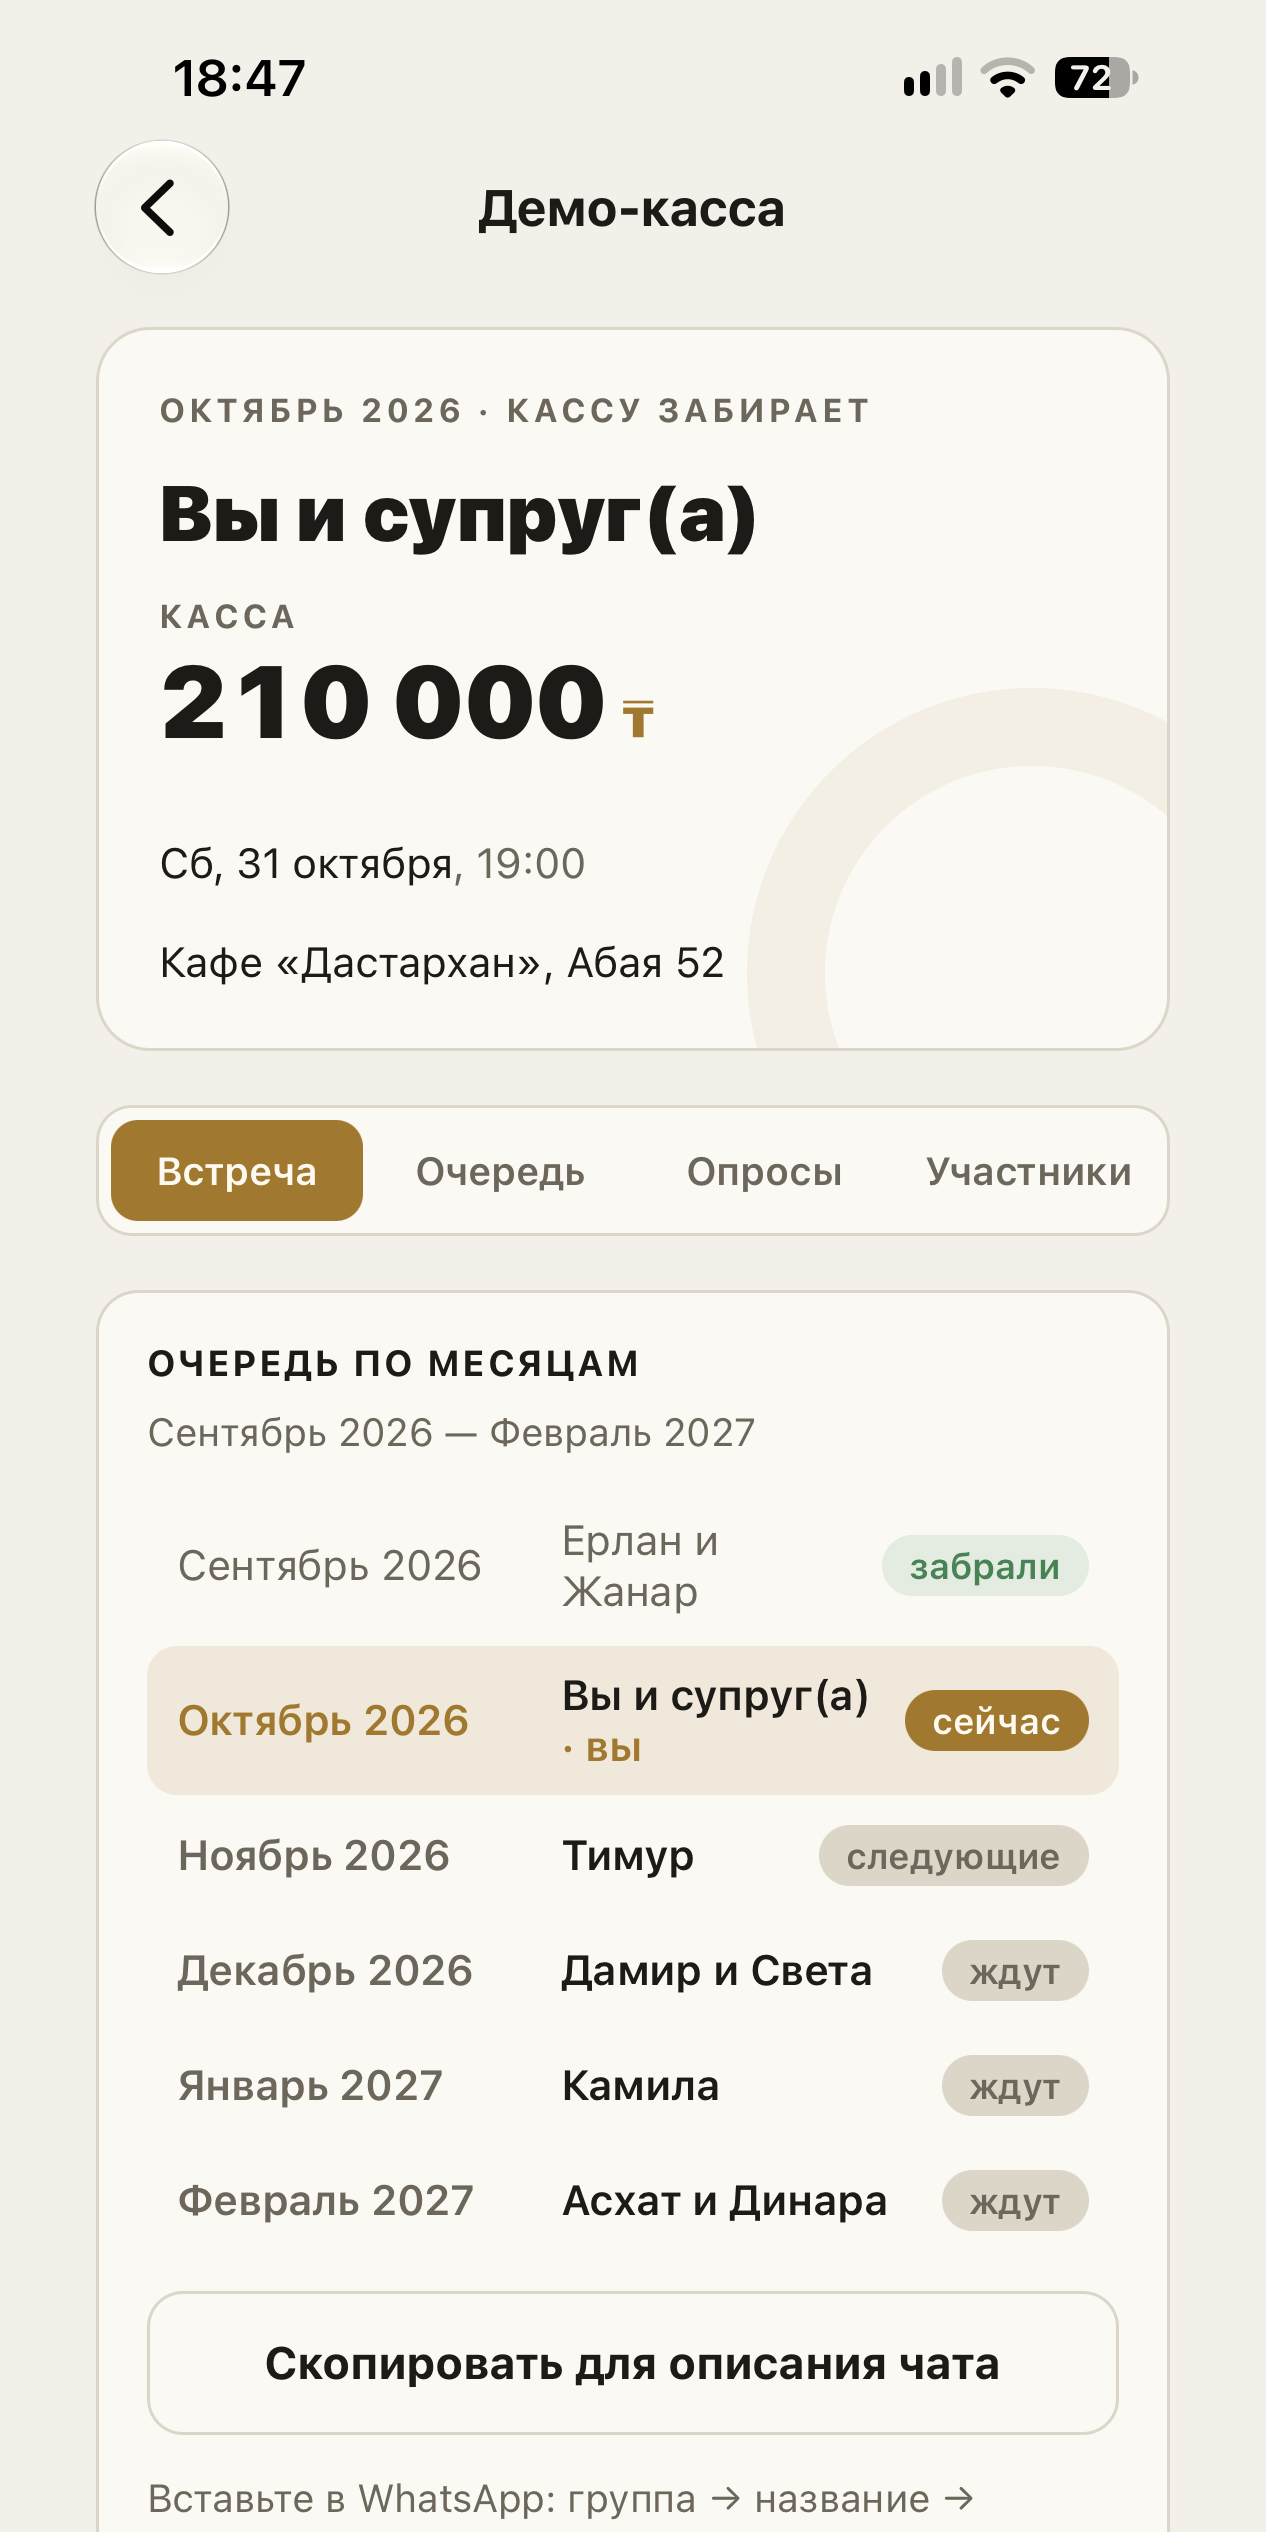 18:47
72
Демо-касса
ОКТЯБРЬ 2026 · КАССУ ЗАБИРАЕТ
Вы и супруг(а)
КАССА
210 000 ₸
Сб, 31 октября, 19:00
Кафе «Дастархан», Абая 52
Встреча Очередь Опросы Участники
ОЧЕРЕДЬ ПО МЕСЯЦАМ
Сентябрь 2026 — Февраль 2027
Сентябрь 2026 Ерлан и Жанар забрали
Октябрь 2026 Вы и супруг(а) · вы сейчас
Ноябрь 2026 Тимур следующие
Декабрь 2026 Дамир и Света ждут
Январь 2027 Камила ждут
Февраль 2027 Асхат и Динара ждут
Скопировать для описания чата
Вставьте в WhatsApp: группа → название →